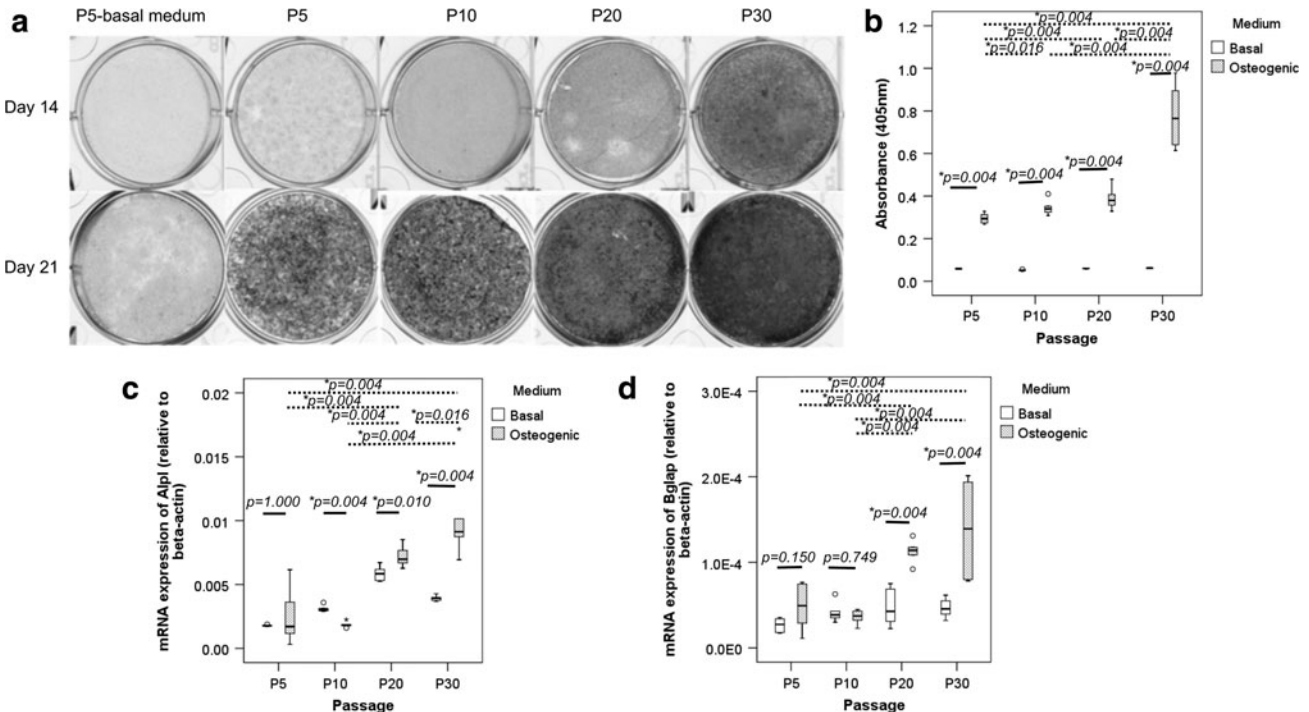 a
P5-basal medum P5 P10 P20 P30
Day 14
Day 21
b
*p=0.004
*p=0.004 *p=0.004
*p=0.016 *p=0.004
*p=0.004
*p=0.004
*p=0.004
*p=0.004
Medium
Basal
Osteogenic
Absorbance (405nm)
1.2
1.0
0.8
0.6
0.4
0.2
0.0
P5 P10 P20 P30
Passage
c
*p=0.004
*p=0.004
*p=0.004 *p=0.016
*p=0.004 *
*p=0.004
p=1.000 *p=0.004 *p=0.010
Medium
Basal
Osteogenic
mRNA expression of Alpl (relative to
beta-actin)
0.02
0.015
0.01
0.005
0.00
*
P5 P10 P20 P30
Passage
d
*p=0.004
*p=0.004
*p=0.004
*p=0.004
*p=0.004
*p=0.004
p=0.150 p=0.749
Medium
Basal
Osteogenic
mRNA expression of Bglap (relative to
beta-actin)
3.0E-4
2.0E-4
1.0E-4
0.0E0
P5 P10 P20 P30
Passage